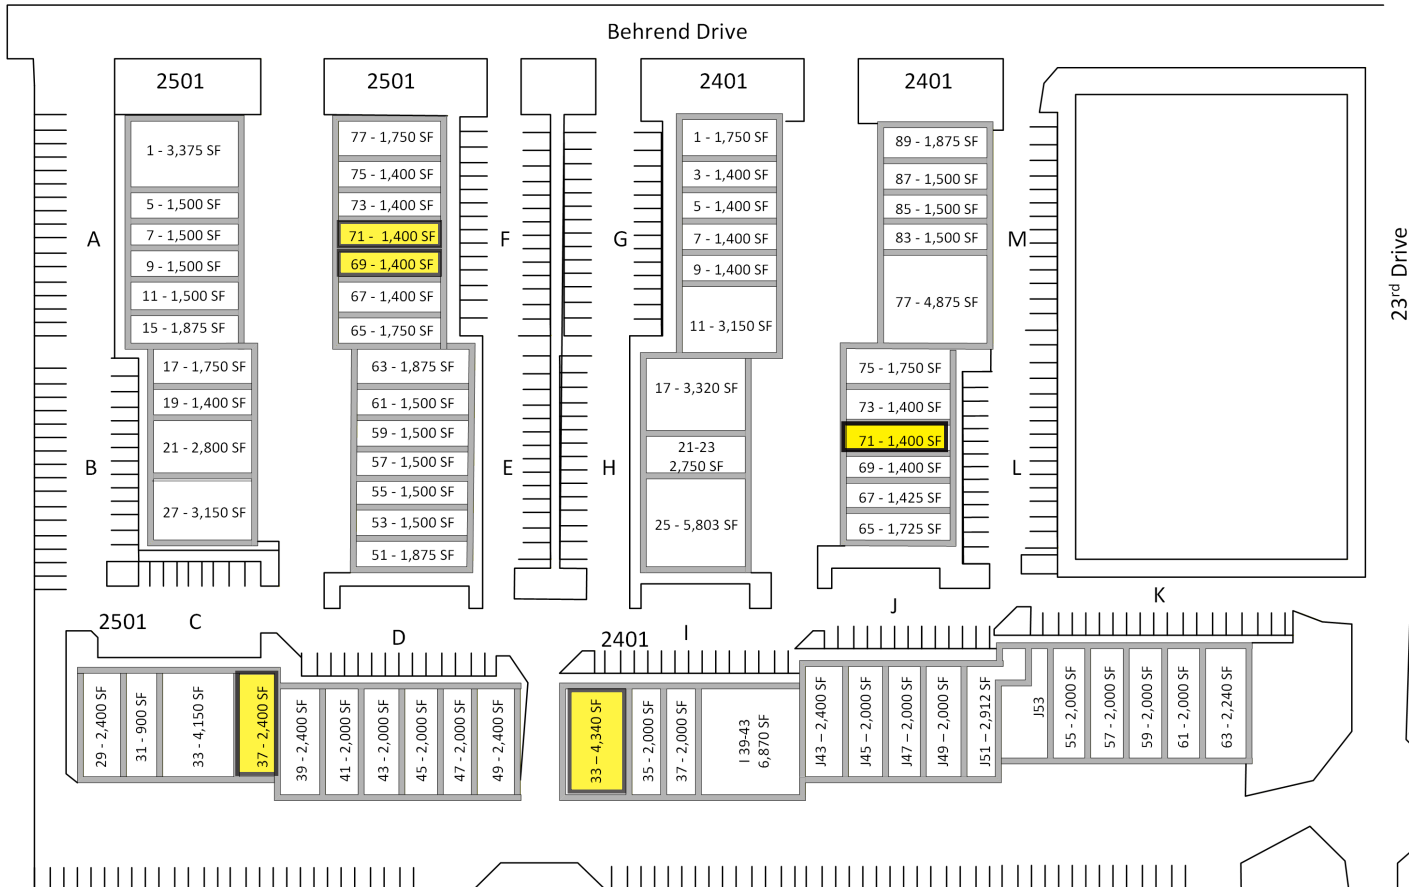 Behrend Drive
2501
2501
2401
2401
1 - 3,375 SF
5 - 1,500 SF
7 - 1,500 SF
9 - 1,500 SF
11 - 1,500 SF
15 - 1,875 SF
17 - 1,750 SF
19 - 1,400 SF
21 - 2,800 SF
27 - 3,150 SF
A
B
77 - 1,750 SF
75 - 1,400 SF
73 - 1,400 SF
71 - 1,400 SF
69 - 1,400 SF
67 - 1,400 SF
65 - 1,750 SF
63 - 1,875 SF
61 - 1,500 SF
59 - 1,500 SF
57 - 1,500 SF
55 - 1,500 SF
53 - 1,500 SF
51 - 1,875 SF
F
E
G
H
1 - 1,750 SF
3 - 1,400 SF
5 - 1,400 SF
7 - 1,400 SF
9 - 1,400 SF
11 - 3,150 SF
17 - 3,320 SF
21-23
2,750 SF
25 - 5,803 SF
89 - 1,875 SF
87 - 1,500 SF
85 - 1,500 SF
83 - 1,500 SF
77 - 4,875 SF
75 - 1,750 SF
73 - 1,400 SF
71 - 1,400 SF
69 - 1,400 SF
67 - 1,425 SF
65 - 1,725 SF
M
L
23rd Drive
2501
C
D
2401
I
J
K
29 - 2,400 SF
31 - 900 SF
33 - 4,150 SF
37 - 2,400 SF
39 - 2,400 SF
41 - 2,000 SF
43 - 2,000 SF
45 - 2,000 SF
47 - 2,000 SF
49 - 2,400 SF
33 – 4,340 SF
35 - 2,000 SF
37 - 2,000 SF
I 39-43
6,870 SF
J43 – 2,400 SF
J45 – 2,000 SF
J47 – 2,000 SF
J49 – 2,000 SF
J51 – 2,912 SF
J53
55 - 2,000 SF
57 - 2,000 SF
59 - 2,000 SF
61 - 2,000 SF
63 - 2,240 SF